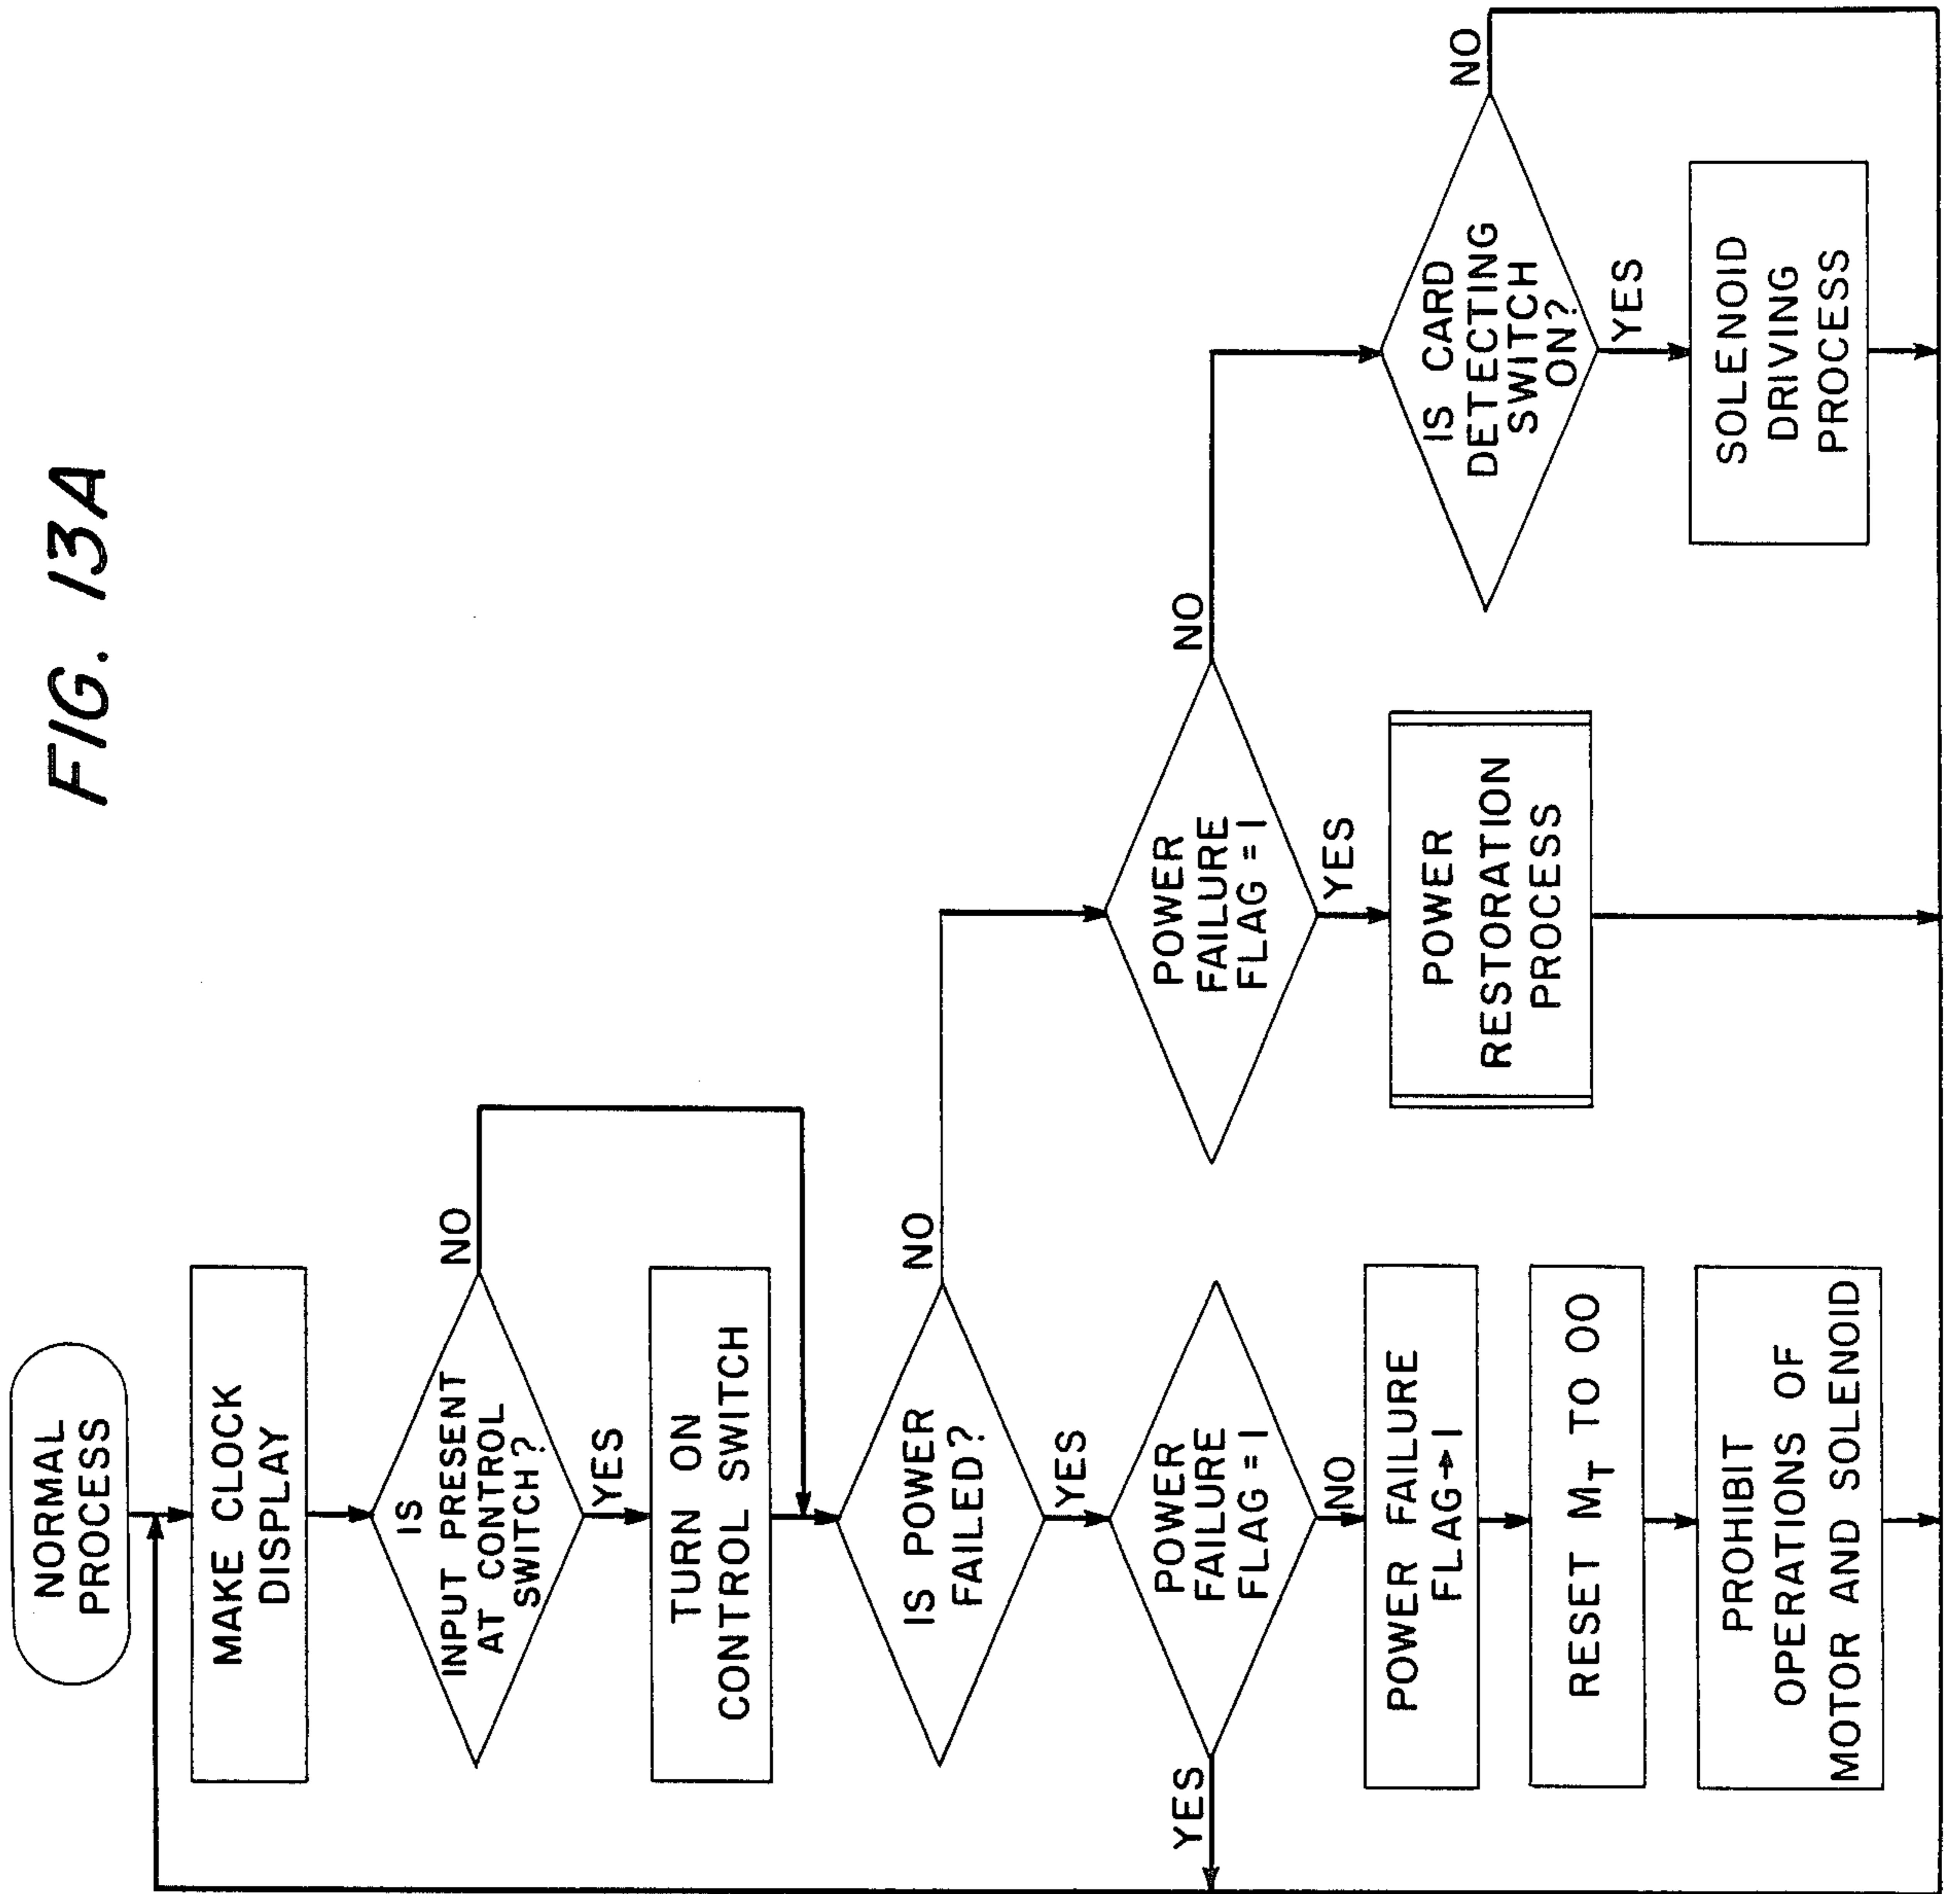 FIG. 13A
NORMAL
PROCESS
MAKE CLOCK
DISPLAY
IS
INPUT PRESENT
AT CONTROL
SWITCH?
NO
YES
TURN ON
CONTROL SWITCH
IS POWER
FAILED?
NO
YES
POWER
FAILURE
FLAG = 1
YES
NO
POWER FAILURE
FLAG→1
RESET MT TO 00
PROHIBIT
OPERATIONS OF
MOTOR AND SOLENOID
POWER
FAILURE
FLAG = 1
NO
YES
POWER
RESTORATION
PROCESS
IS CARD
DETECTING
SWITCH
ON?
NO
YES
SOLENOID
DRIVING
PROCESS